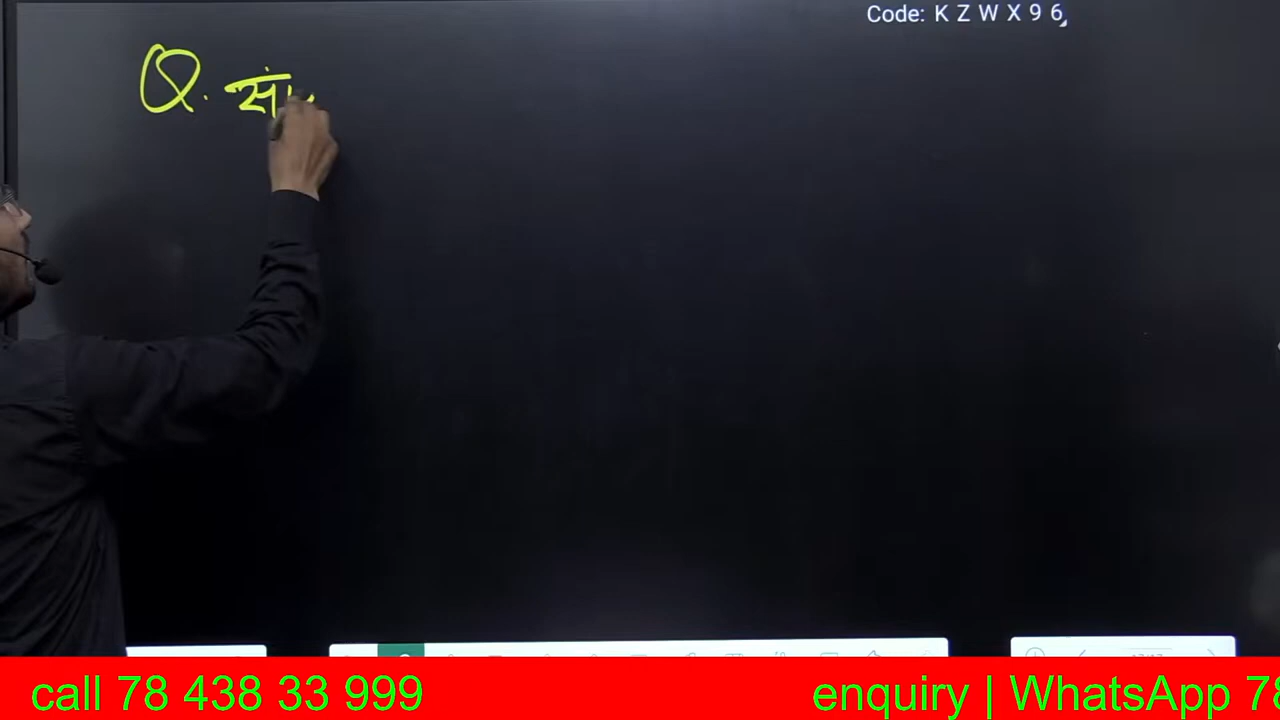 Code: K Z W X 9 6
Q. सं
call 78 438 33 999 enquiry | WhatsApp 78